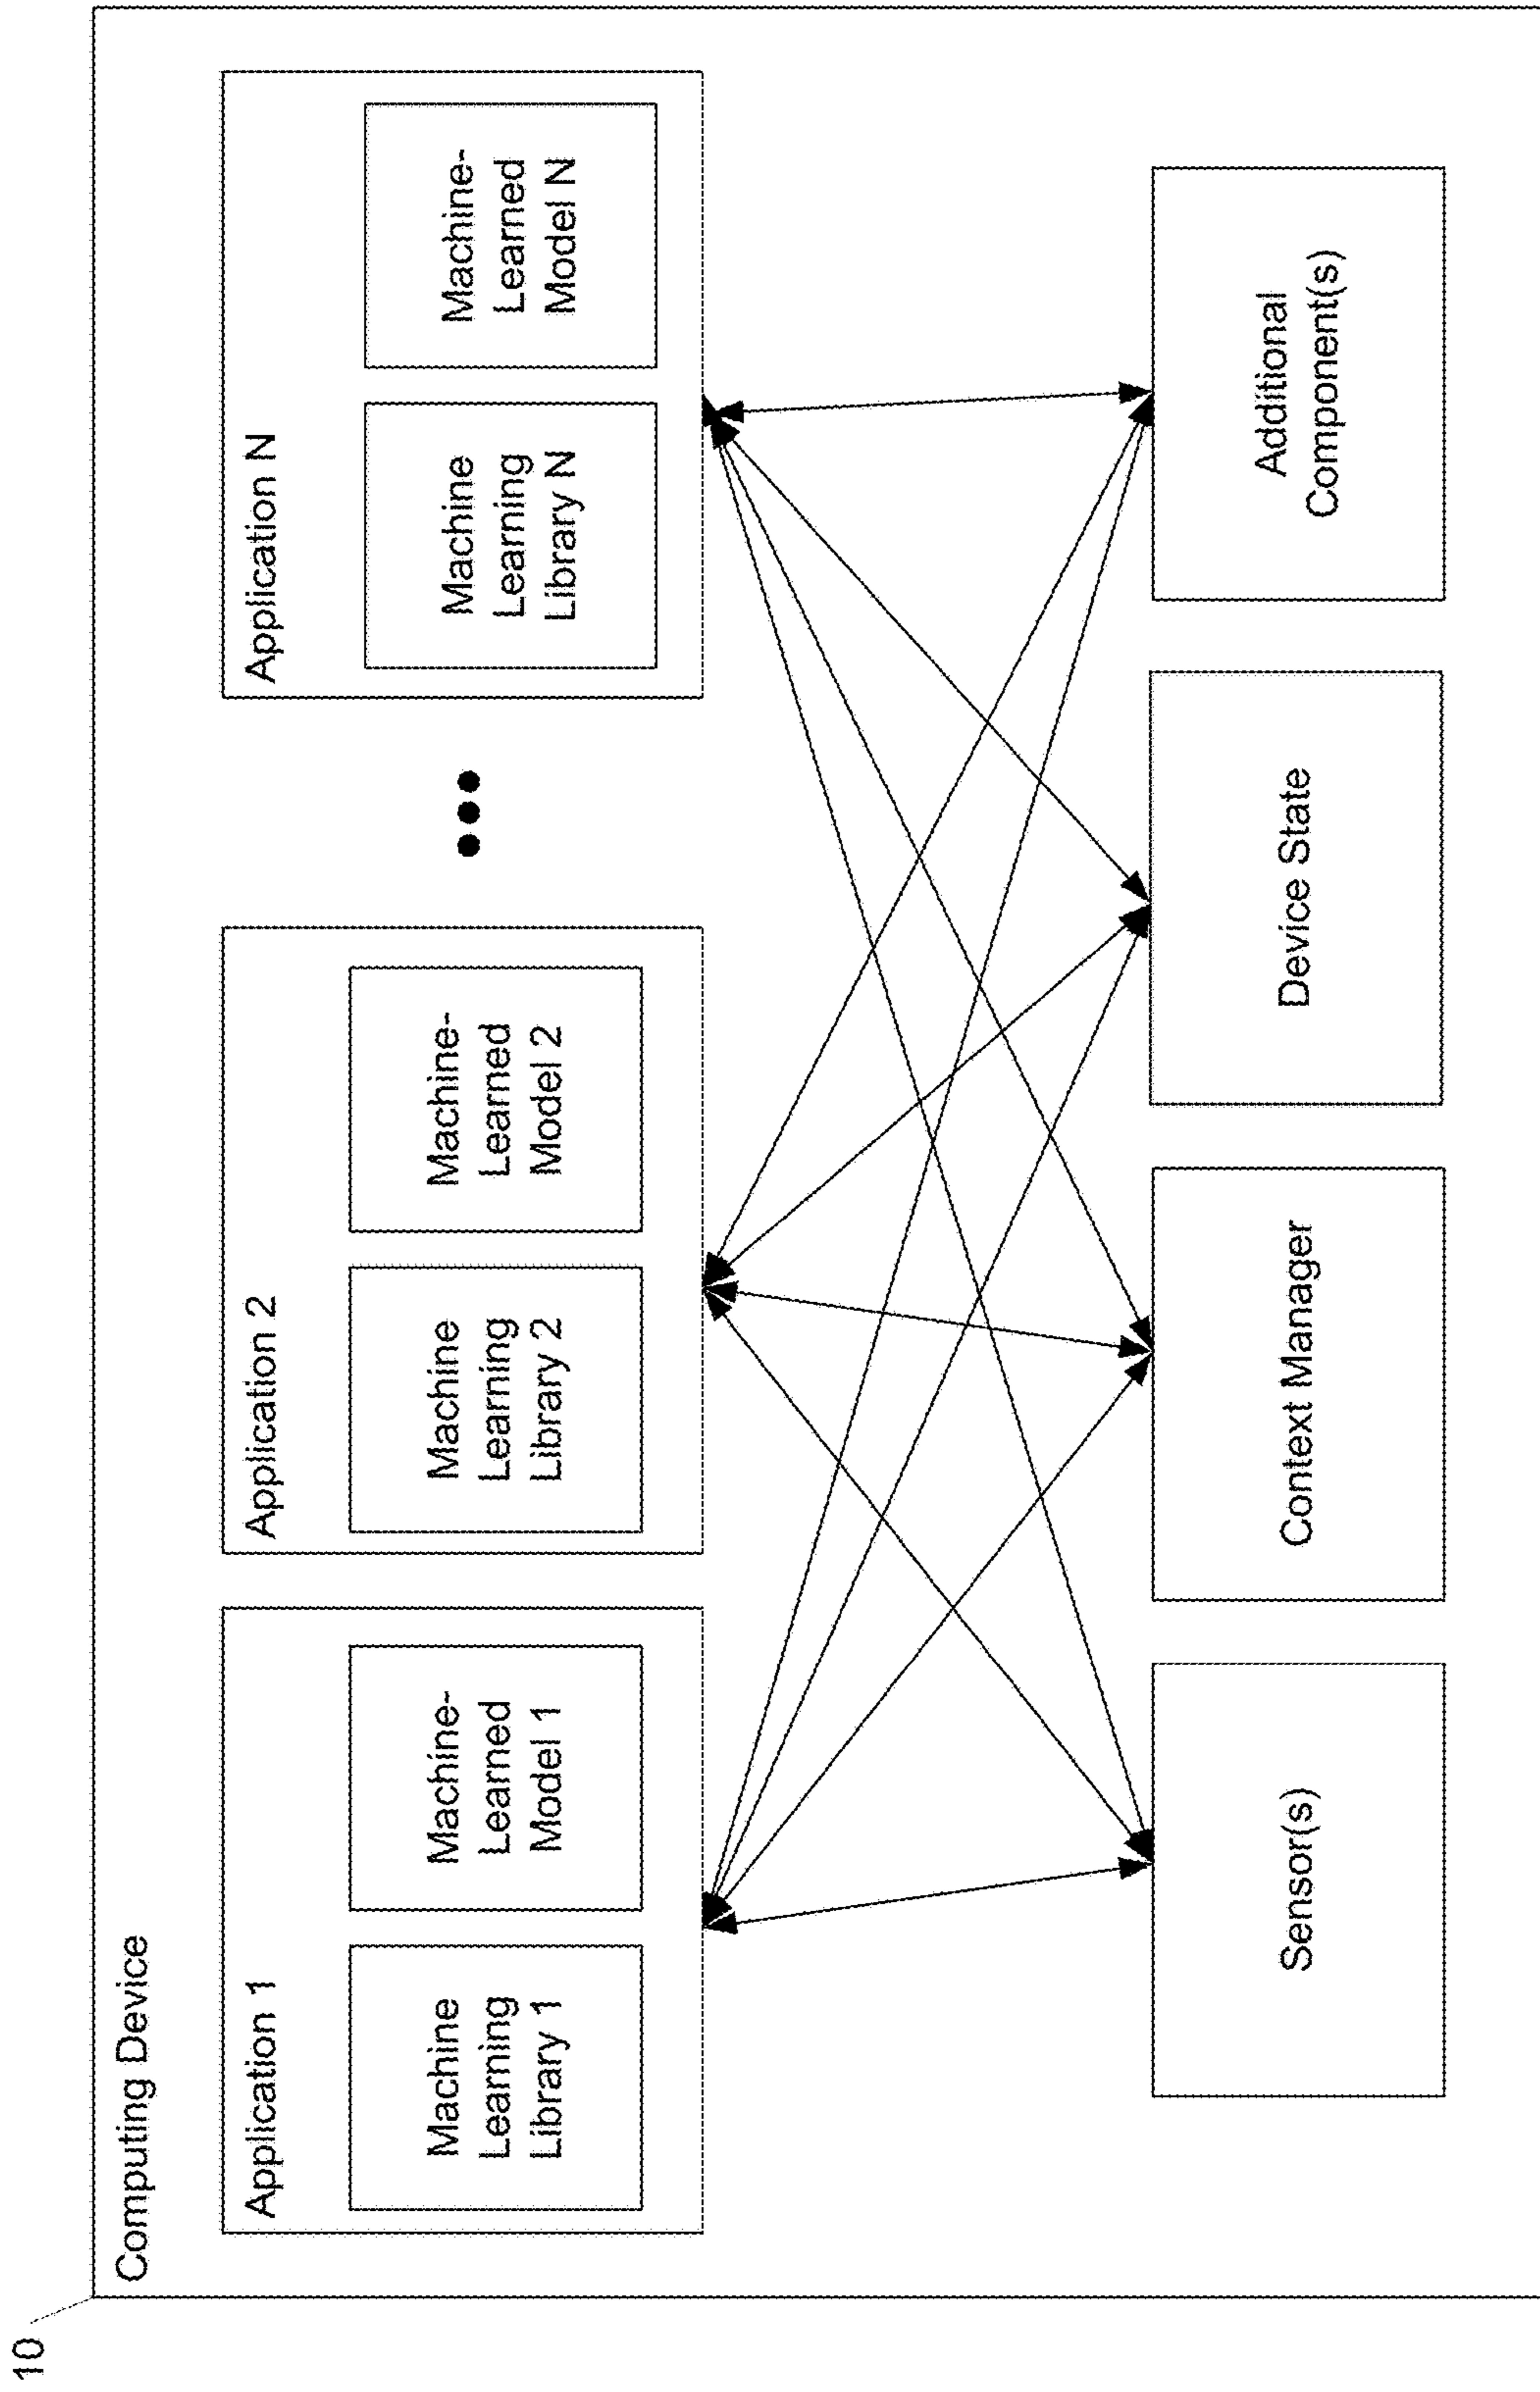 10
Computing Device
Application 1
Machine
Learning
Library 1
Machine-
Learned
Model 1
Application 2
Machine
Learning
Library 2
Machine-
Learned
Model 2
Application N
Machine
Learning
Library N
Machine-
Learned
Model N
Sensor(s)
Context Manager
Device State
Additional
Component(s)